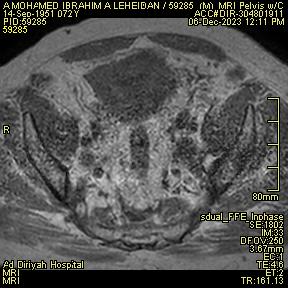 A MOHAMED IBRAHIM A LEHEIDAN / 59285 (M) MRI Pelvis w/C
14-Sep-1951 072Y
ACC#DIR-304801911
PID:59285
06-Dec-2023 12:11 PM
59285
R
80mm
sdual_FFE_Inphase
SE:1802
IM:33
DFOV:250
3.67mm
EC:1
Ad Diriyah Hospital
TE:4.6
MRI
ET:2
MRI
TR:161.13